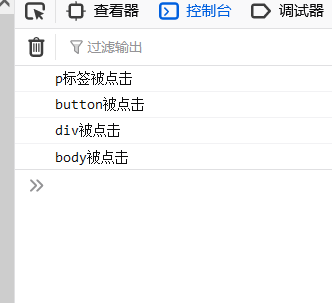 查看器 控制台 调试器
过滤输出
p标签被点击
button被点击
div被点击
body被点击